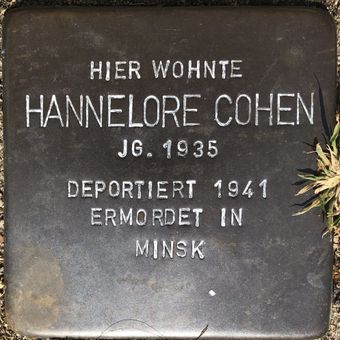 HIER WOHNTE
HANNELORE COHEN
JG. 1935
DEPORTIERT 1941
ERMORDET IN
MINSK